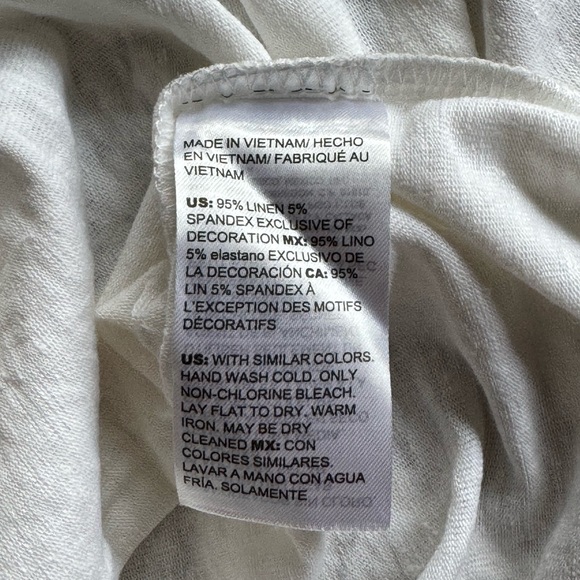 MADE IN VIETNAM/ HECHO
EN VIETNAM/ FABRIQUÉ AU
VIETNAM
US: 95% LINEN 5%
SPANDEX EXCLUSIVE OF
DECORATION MX: 95% LINO
5% elastano EXCLUSIVO DE
LA DECORACIÓN CA: 95%
LIN 5% SPANDEX À
L'EXCEPTION DES MOTIFS
DÉCORATIFS
US: WITH SIMILAR COLORS.
HAND WASH COLD. ONLY
NON-CHLORINE BLEACH.
LAY FLAT TO DRY. WARM
IRON. MAY BE DRY
CLEANED MX: CON
COLORES SIMILARES.
LAVAR A MANO CON AGUA
FRÍA. SOLAMENTE